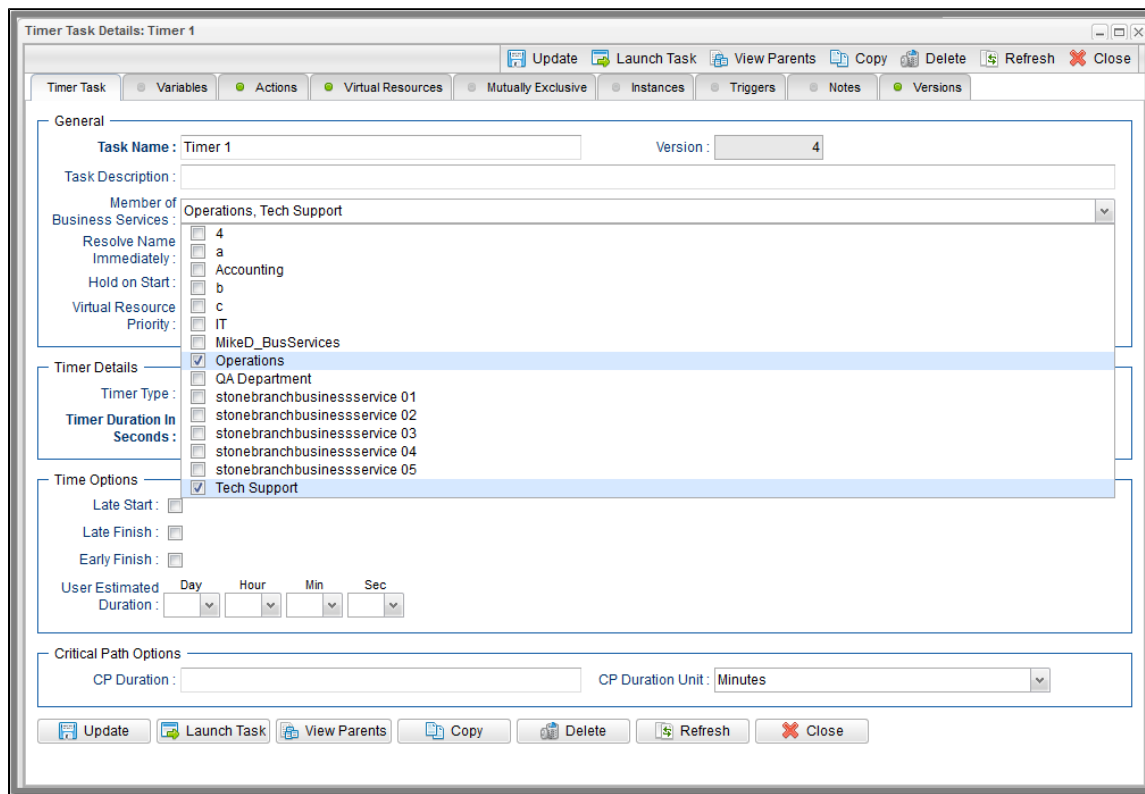 Timer Task Details: Timer 1
Update Launch Task View Parents Copy Delete Refresh Close
Timer Task Variables Actions Virtual Resources Mutually Exclusive Instances Triggers Notes Versions
General
Task Name : Timer 1 Version : 4
Task Description :
Member of
Business Services : Operations, Tech Support
Resolve Name
Immediately :
Hold on Start :
Virtual Resource
Priority :
4
a
Accounting
b
c
IT
MikeD_BusServices
Operations
QA Department
stonebranchbusinessservice 01
stonebranchbusinessservice 02
stonebranchbusinessservice 03
stonebranchbusinessservice 04
stonebranchbusinessservice 05
Tech Support
Timer Details
Timer Type :
Timer Duration In
Seconds :
Time Options
Late Start :
Late Finish :
Early Finish :
User Estimated
Duration :
Day Hour Min Sec
Critical Path Options
CP Duration : CP Duration Unit : Minutes
Update Launch Task View Parents Copy Delete Refresh Close